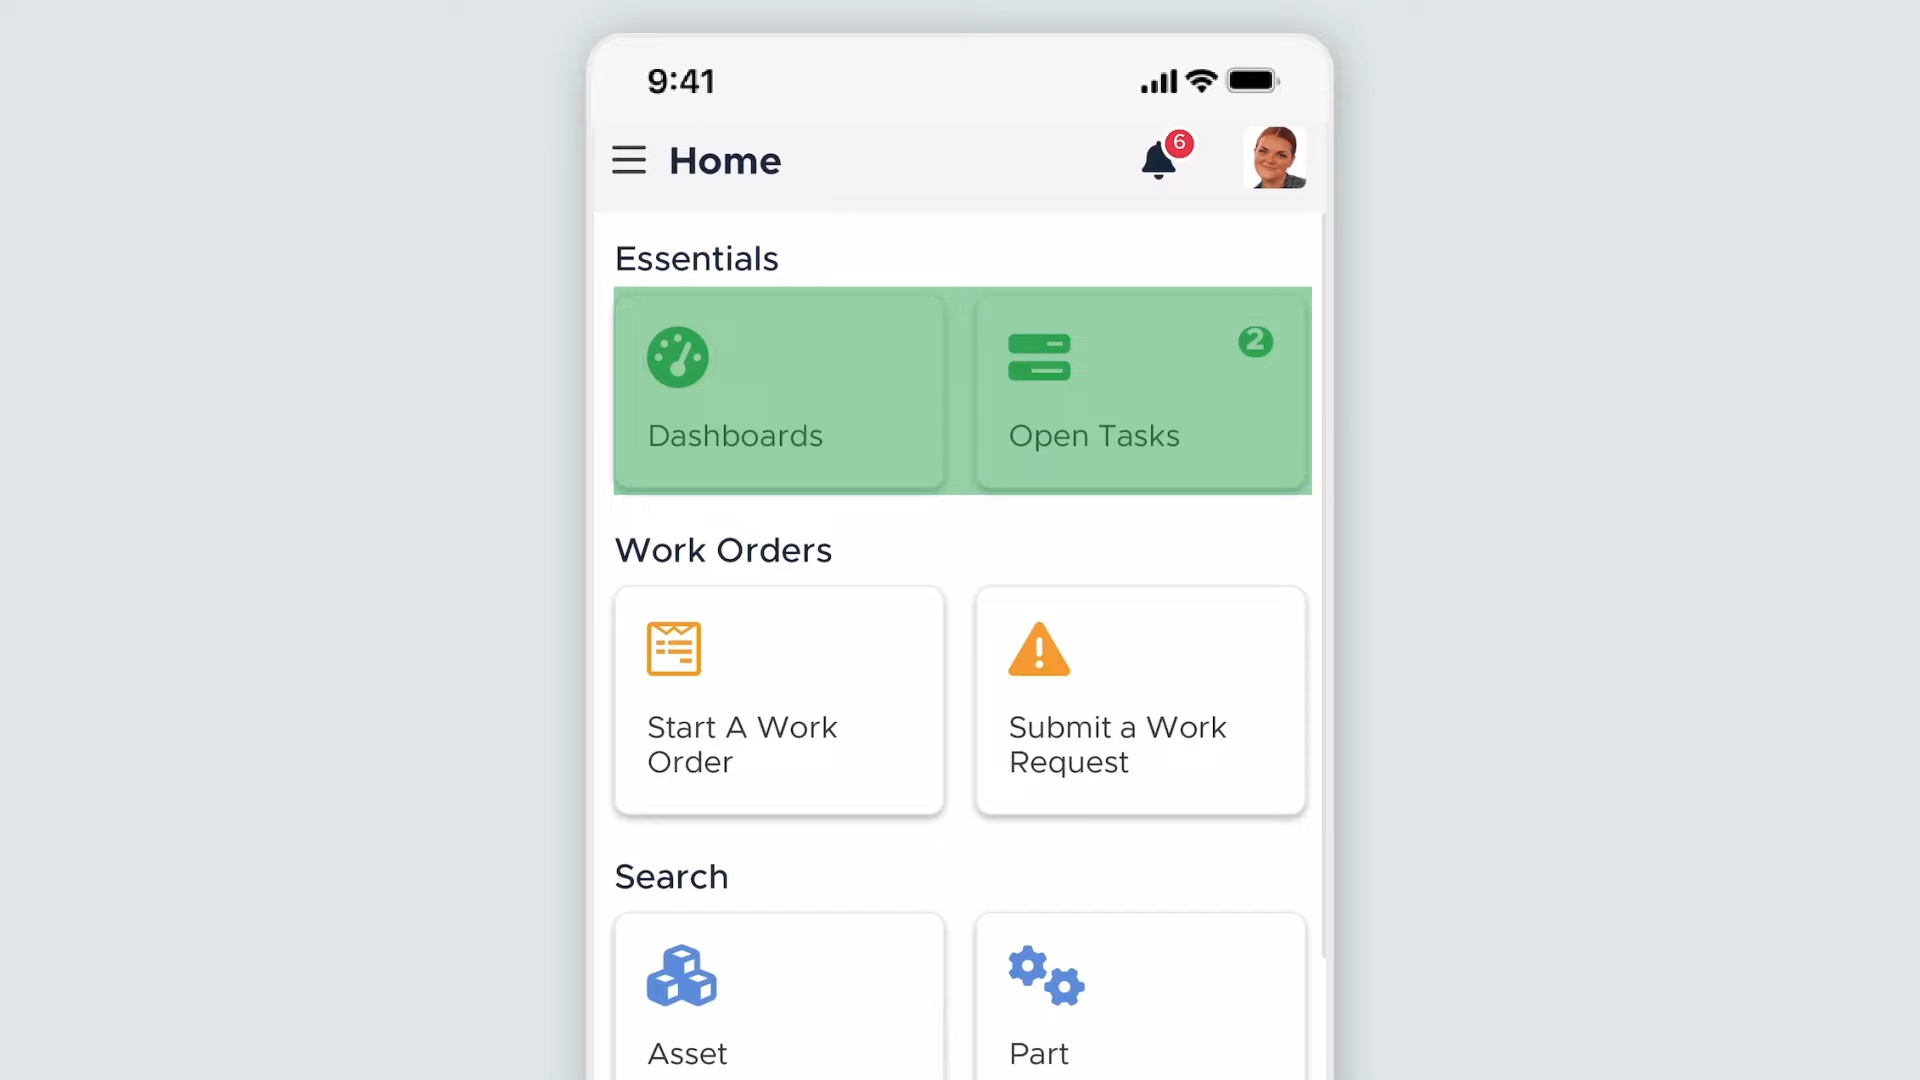 9:41
Home
6
Essentials
2
Dashboards
Open Tasks
Work Orders
Start A Work
Order
Submit a Work
Request
Search
Asset
Part